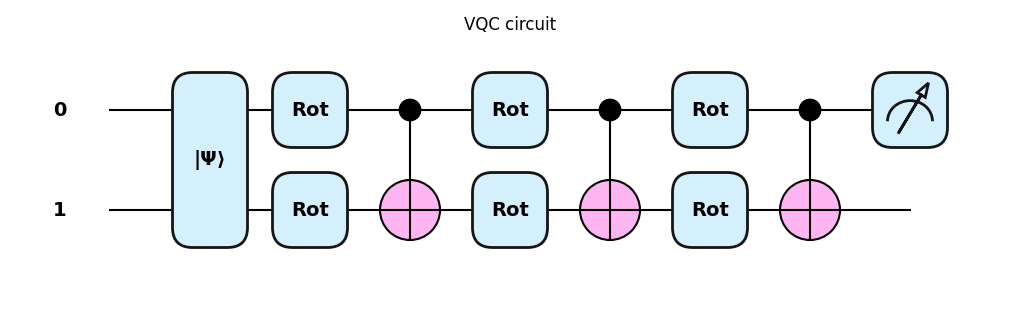 VQC circuit
0 Rot Rot Rot
|Ψ⟩
1 Rot Rot Rot